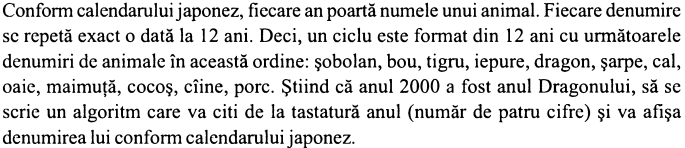 Conform calendarului japonez, fiecare an poartă numele unui animal. Fiecare denumire
se repetă exact o dată la 12 ani. Deci, un ciclu este format din 12 ani cu următoarele
denumiri de animale în această ordine: şobolan, bou, tigru, iepure, dragon, şarpe, cal,
oaie, maimuţă, cocoş, cîine, porc. Ştiind că anul 2000 a fost anul Dragonului, să se
scrie un algoritm care va citi de la tastatură anul (număr de patru cifre) şi va afişa
denumirea lui conform calendarului japonez.